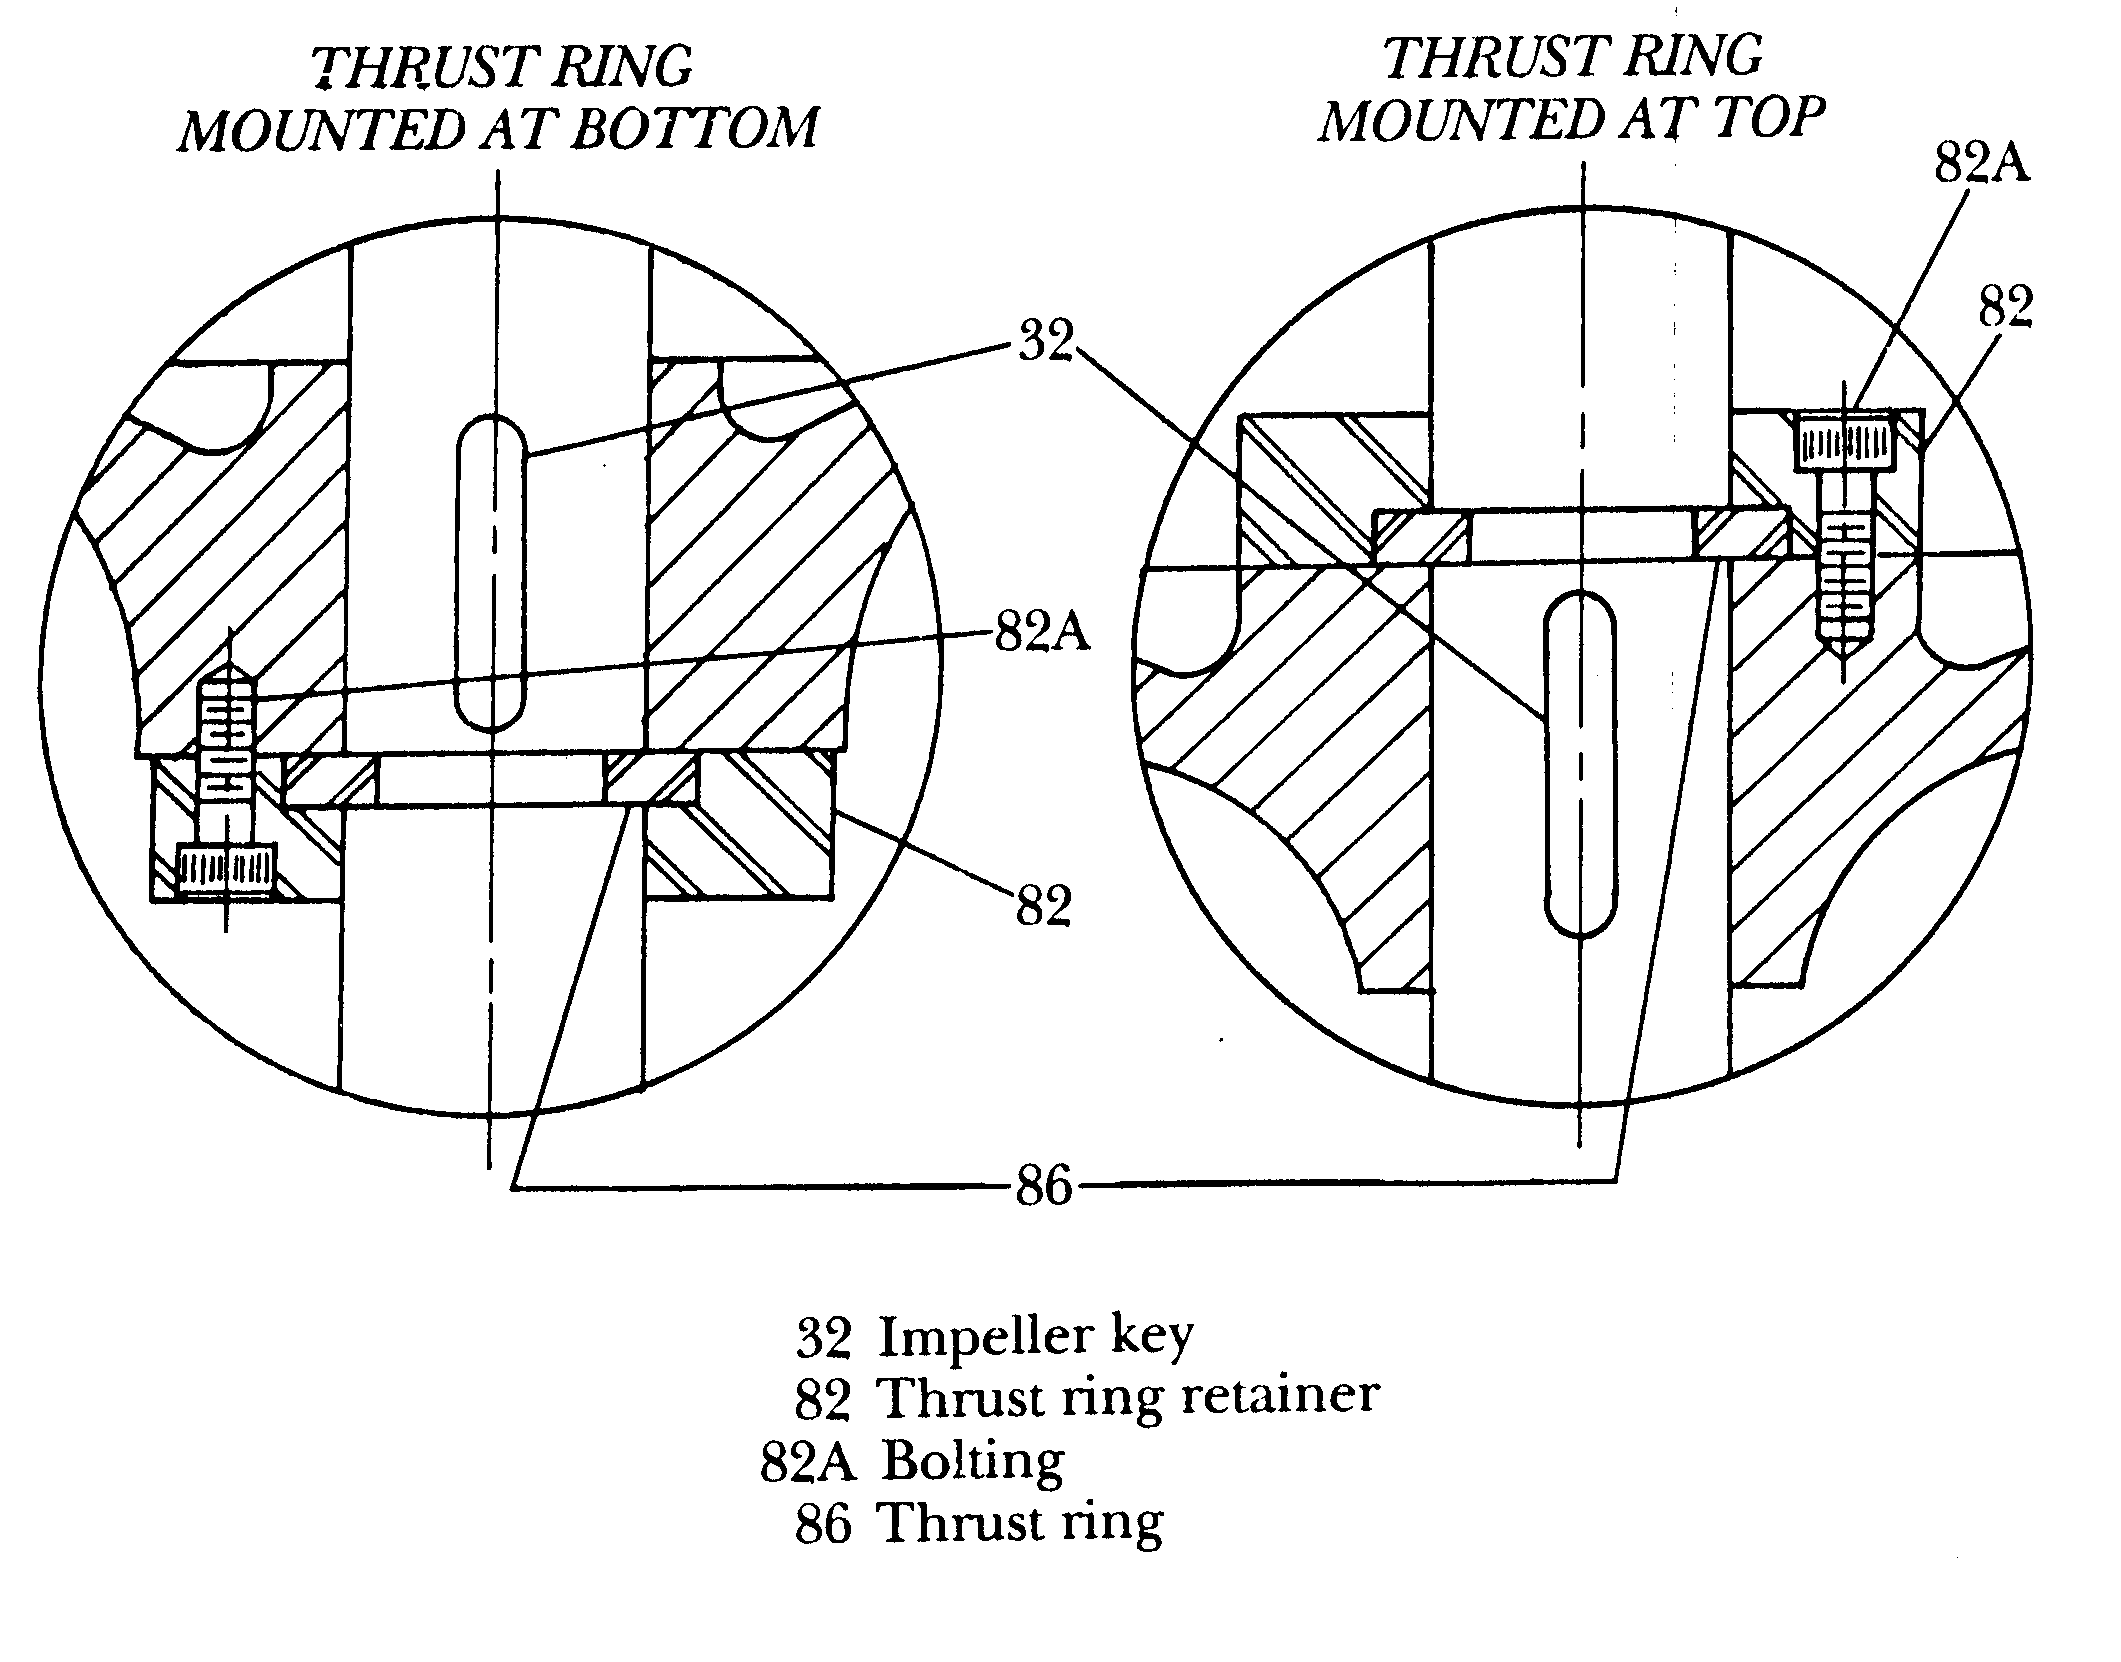 THRUST RING
MOUNTED AT BOTTOM
THRUST RING
MOUNTED AT TOP
82A
82
32
82A
82
86
32 Impeller key
82 Thrust ring retainer
82A Bolting
86 Thrust ring